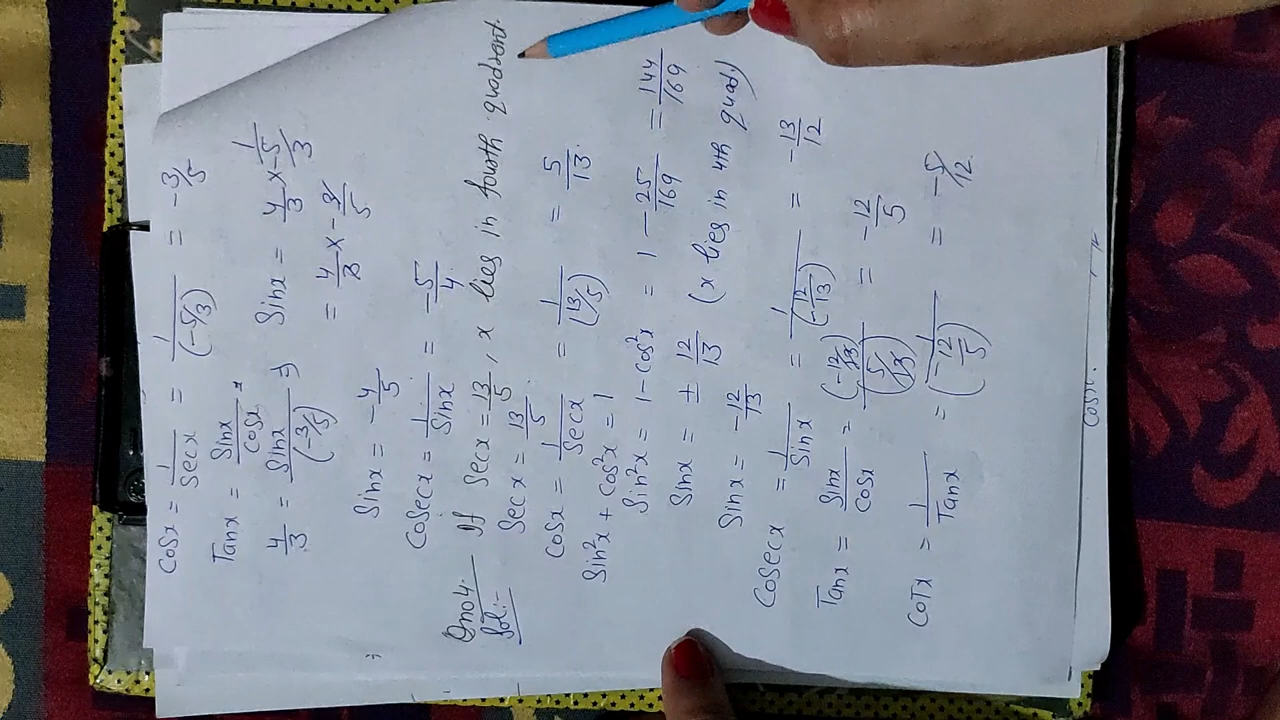 Cosx = 1/Secx = 1/(-5/3) = -3/5
Tanx = Sinx/Cosx
4/3 = Sinx/(-3/5) ⇒ Sinx = 4/3 x -5/3
= 4/3 x -3/5
Sinx = -4/5
Cosecx = 1/Sinx = -5/4
Qno4. If Secx = 13/5, x lies in fourth quadrent.
Sol:- Secx = 13/5
Cosx = 1/Secx = 1/(13/5) = 5/13.
Sin²x + Cos²x = 1
Sin²x = 1 - Cos²x = 1 - 25/169 = 144/169
Sinx = ± 12/13 (x lies in 4th quad)
Sinx = -12/13
Cosecx = 1/Sinx = 1/(-12/13) = -13/12
Tanx = Sinx/Cosx = (-12/13)/(5/13) = -12/5
CoTx = 1/Tanx = 1/(-12/5) = -5/12
Cosx.